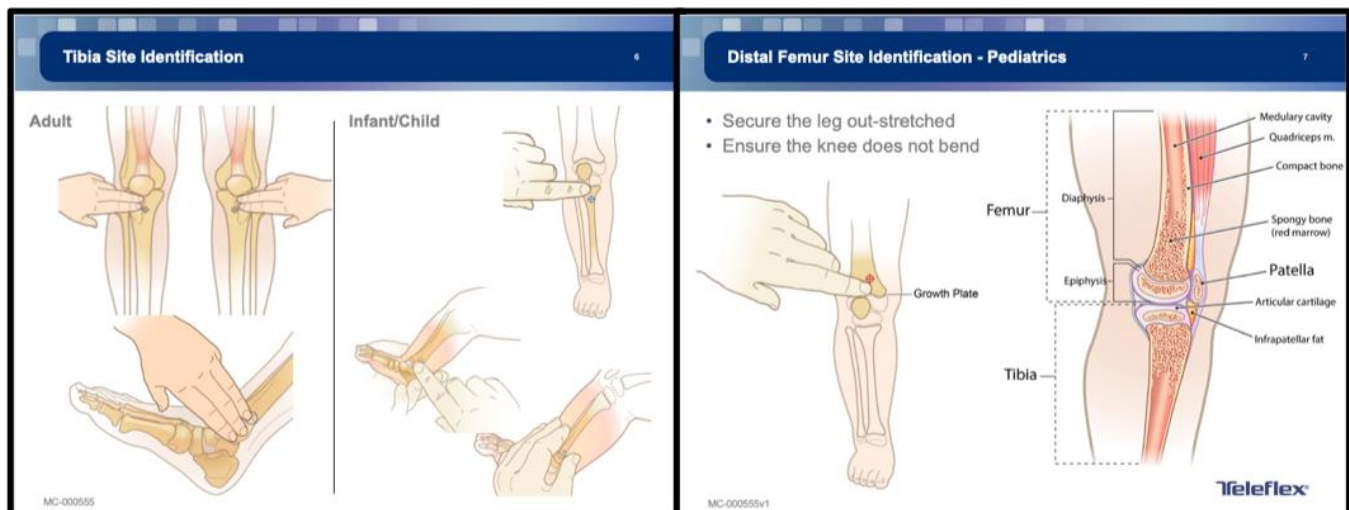 Tibia Site Identification
6
Adult
Infant/Child
MC-000555
Distal Femur Site Identification - Pediatrics
7
• Secure the leg out-stretched
• Ensure the knee does not bend
Growth Plate
Medulary cavity
Quadriceps m.
Compact bone
Diaphysis
Femur
Spongy bone
(red marrow)
Epiphysis
Patella
Articular cartilage
Infrapatellar fat
Tibia
MC-000555v1
Teleflex®